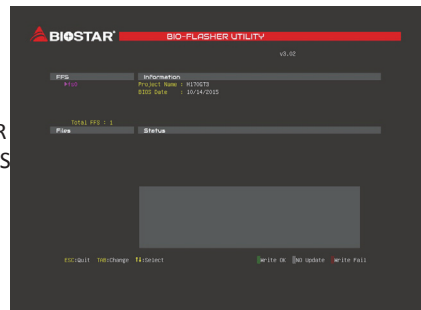 BIOSTAR
BIO-FLASHER UTILITY
v3.02
FFS
Information
Project Name : H170GT3
BIOS Date : 10/14/2015
Total FFS : 1
R
Files
Status
S
ESC:Quit TAB:Change ↑↓:Select
Write OK NO Update Write Fail